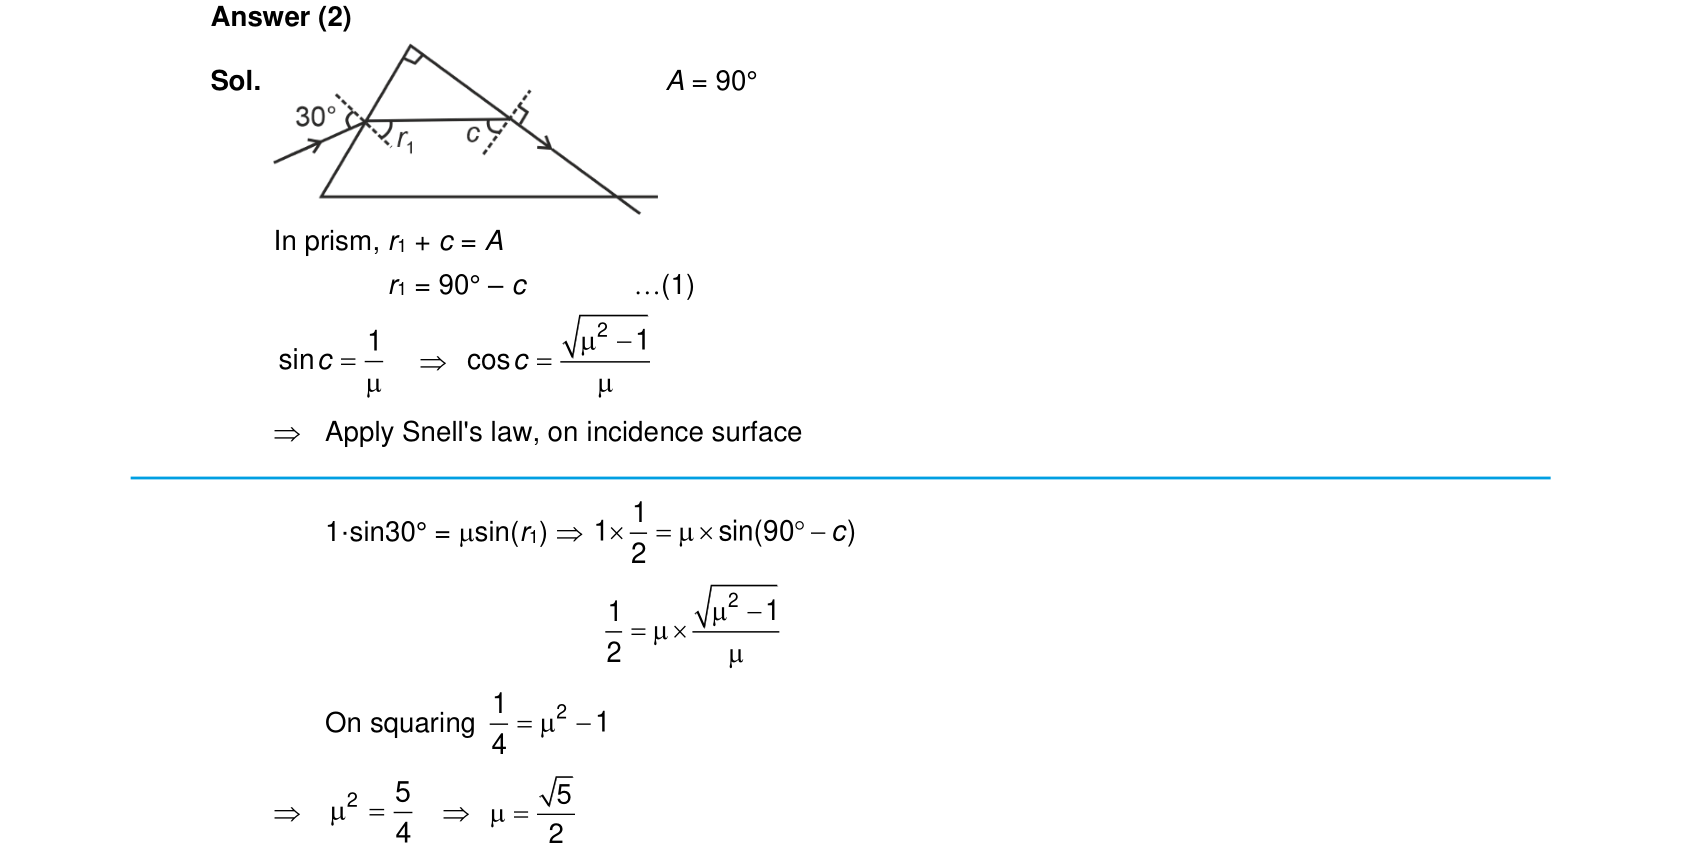 Answer (2)
Sol.
A = 90°
30°
r₁
c
In prism, r₁ + c = A
r₁ = 90° – c ...(1)
sin c = 1/μ ⇒ cos c = √(μ² – 1)/μ
⇒ Apply Snell's law, on incidence surface
1·sin30° = μsin(r₁) ⇒ 1 × 1/2 = μ × sin(90° – c)
1/2 = μ × √(μ² – 1)/μ
On squaring 1/4 = μ² – 1
⇒ μ² = 5/4 ⇒ μ = √5/2